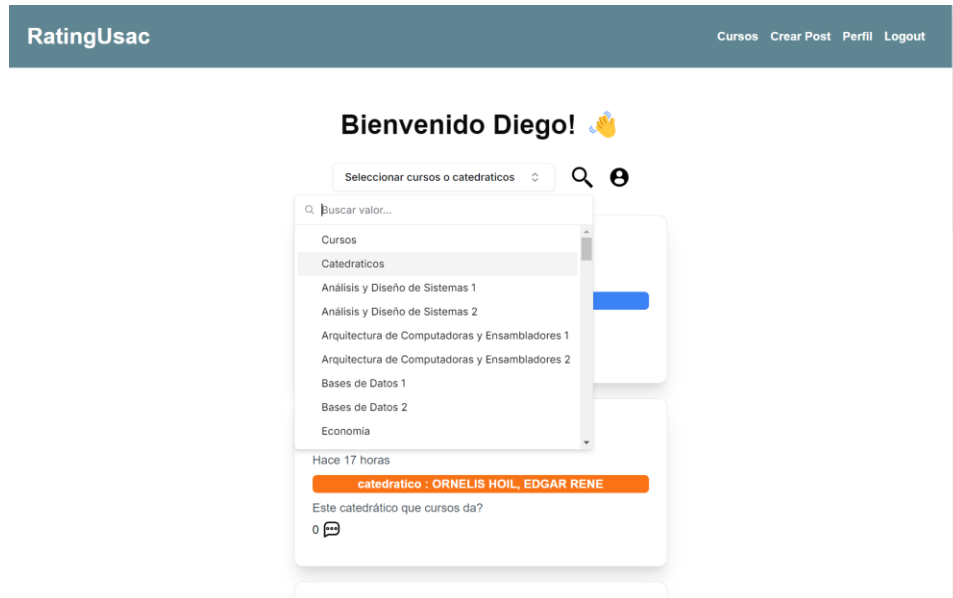 RatingUsac
Cursos Crear Post Perfil Logout
Bienvenido Diego! 👋
Seleccionar cursos o catedraticos
Buscar valor...
Cursos
Catedraticos
Análisis y Diseño de Sistemas 1
Análisis y Diseño de Sistemas 2
Arquitectura de Computadoras y Ensambladores 1
Arquitectura de Computadoras y Ensambladores 2
Bases de Datos 1
Bases de Datos 2
Economía
Hace 17 horas
catedratico : ORNELIS HOIL, EDGAR RENE
Este catedrático que cursos da?
0